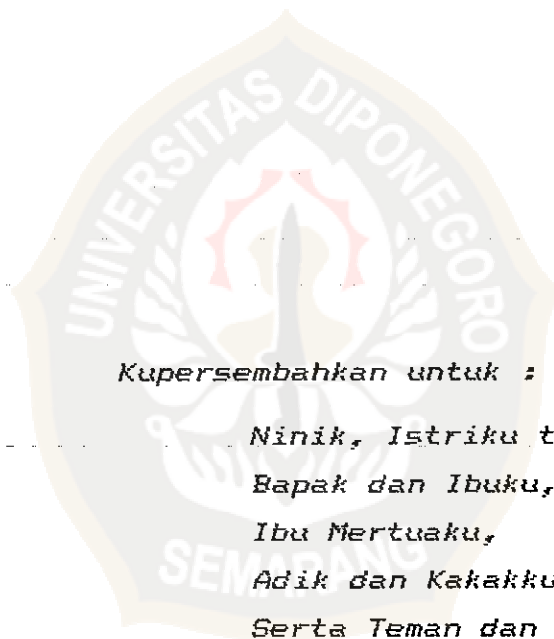 UNIVERSITAS DIPONEGORO
SEMARANG
Kupersembahkan untuk :
Ninik, Istriku t
Bapak dan Ibuku,
Ibu Mertuaku,
Adik dan Kakakku
Serta Teman dan